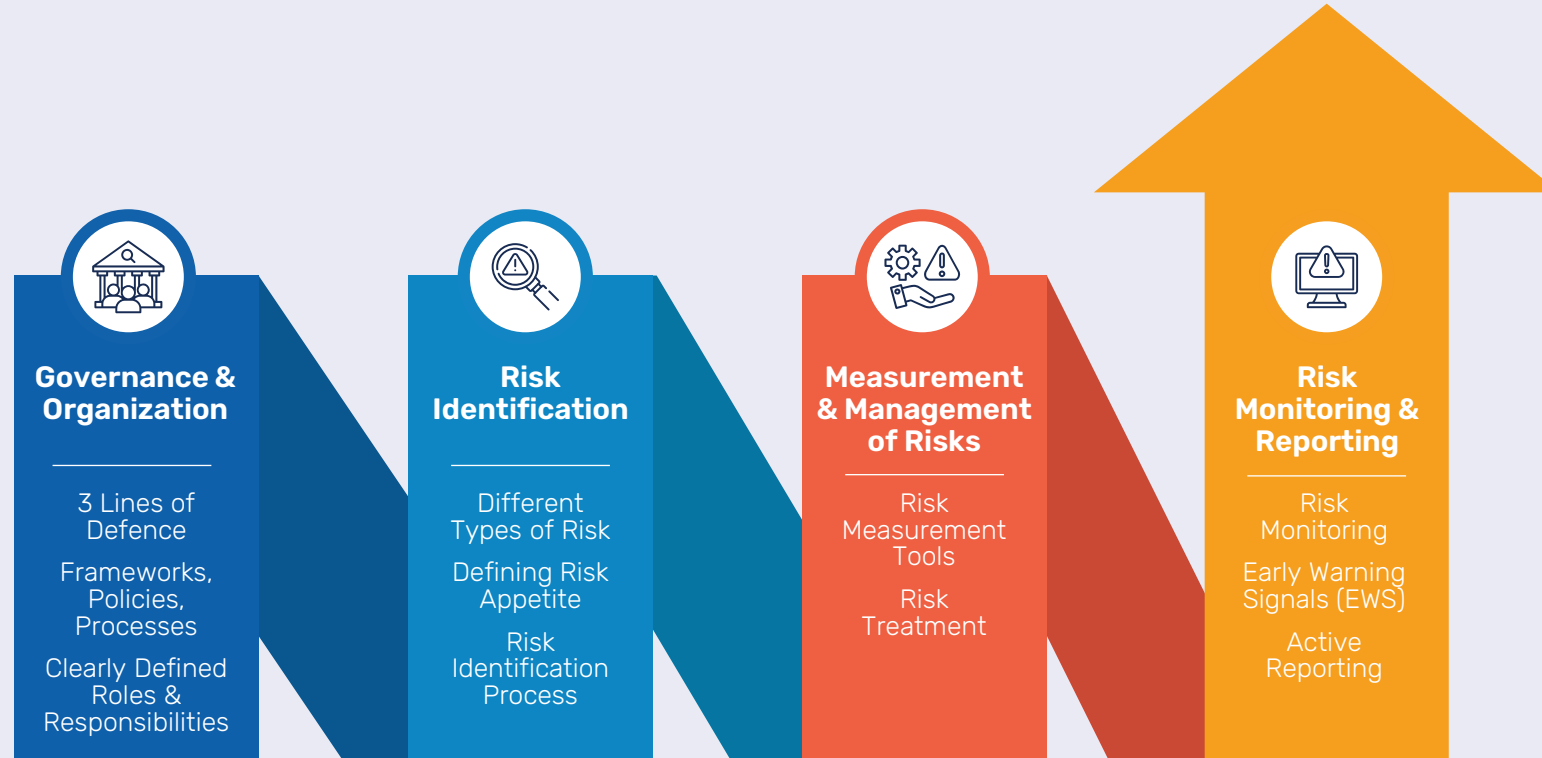 Governance &
Organization
3 Lines of
Defence
Frameworks,
Policies,
Processes
Clearly Defined
Roles &
Responsibilities
Risk
Identification
Different
Types of Risk
Defining Risk
Appetite
Risk
Identification
Process
Measurement
& Management
of Risks
Risk
Measurement
Tools
Risk
Treatment
Risk
Monitoring &
Reporting
Risk
Monitoring
Early Warning
Signals (EWS)
Active
Reporting